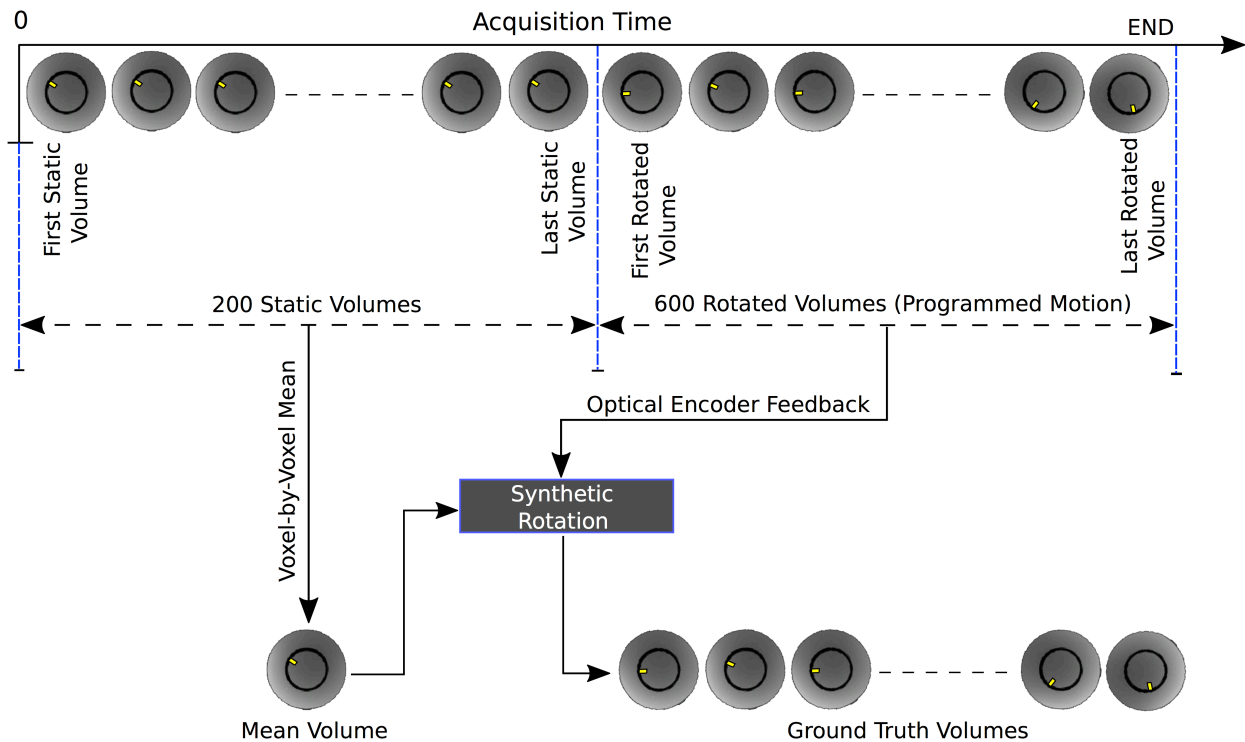 0
Acquisition Time
END
First Static
Volume
Last Static
Volume
First Rotated
Volume
Last Rotated
Volume
200 Static Volumes
600 Rotated Volumes (Programmed Motion)
Voxel-by-Voxel Mean
Optical Encoder Feedback
Synthetic
Rotation
Mean Volume
Ground Truth Volumes